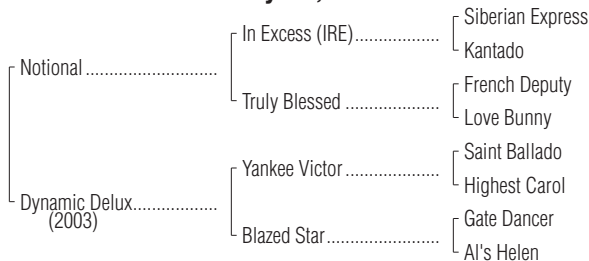 Siberian Express
In Excess (IRE)
Kantado
Notional
French Deputy
Truly Blessed
Love Bunny
Saint Ballado
Yankee Victor
Highest Carol
Dynamic Delux
(2003)
Gate Dancer
Blazed Star
Al's Helen